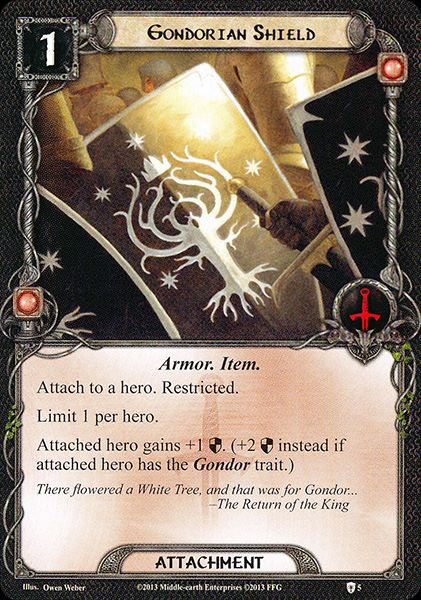 1
GONDORIAN SHIELD
Armor. Item.
Attach to a hero. Restricted.
Limit 1 per hero.
Attached hero gains +1 . (+2  instead if
attached hero has the Gondor trait.)
There flowered a White Tree, and that was for Gondor...
–The Return of the King
ATTACHMENT
Illus. Owen Weber
©2013 Middle-earth Enterprises ©2013 FFG
5